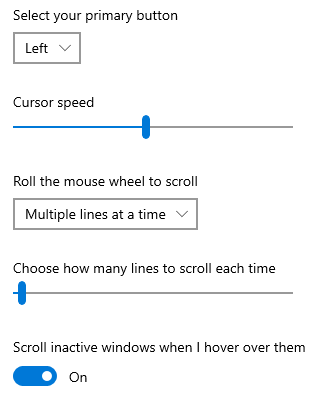 Select your primary button
Left
Cursor speed
Roll the mouse wheel to scroll
Multiple lines at a time
Choose how many lines to scroll each time
Scroll inactive windows when I hover over them
On